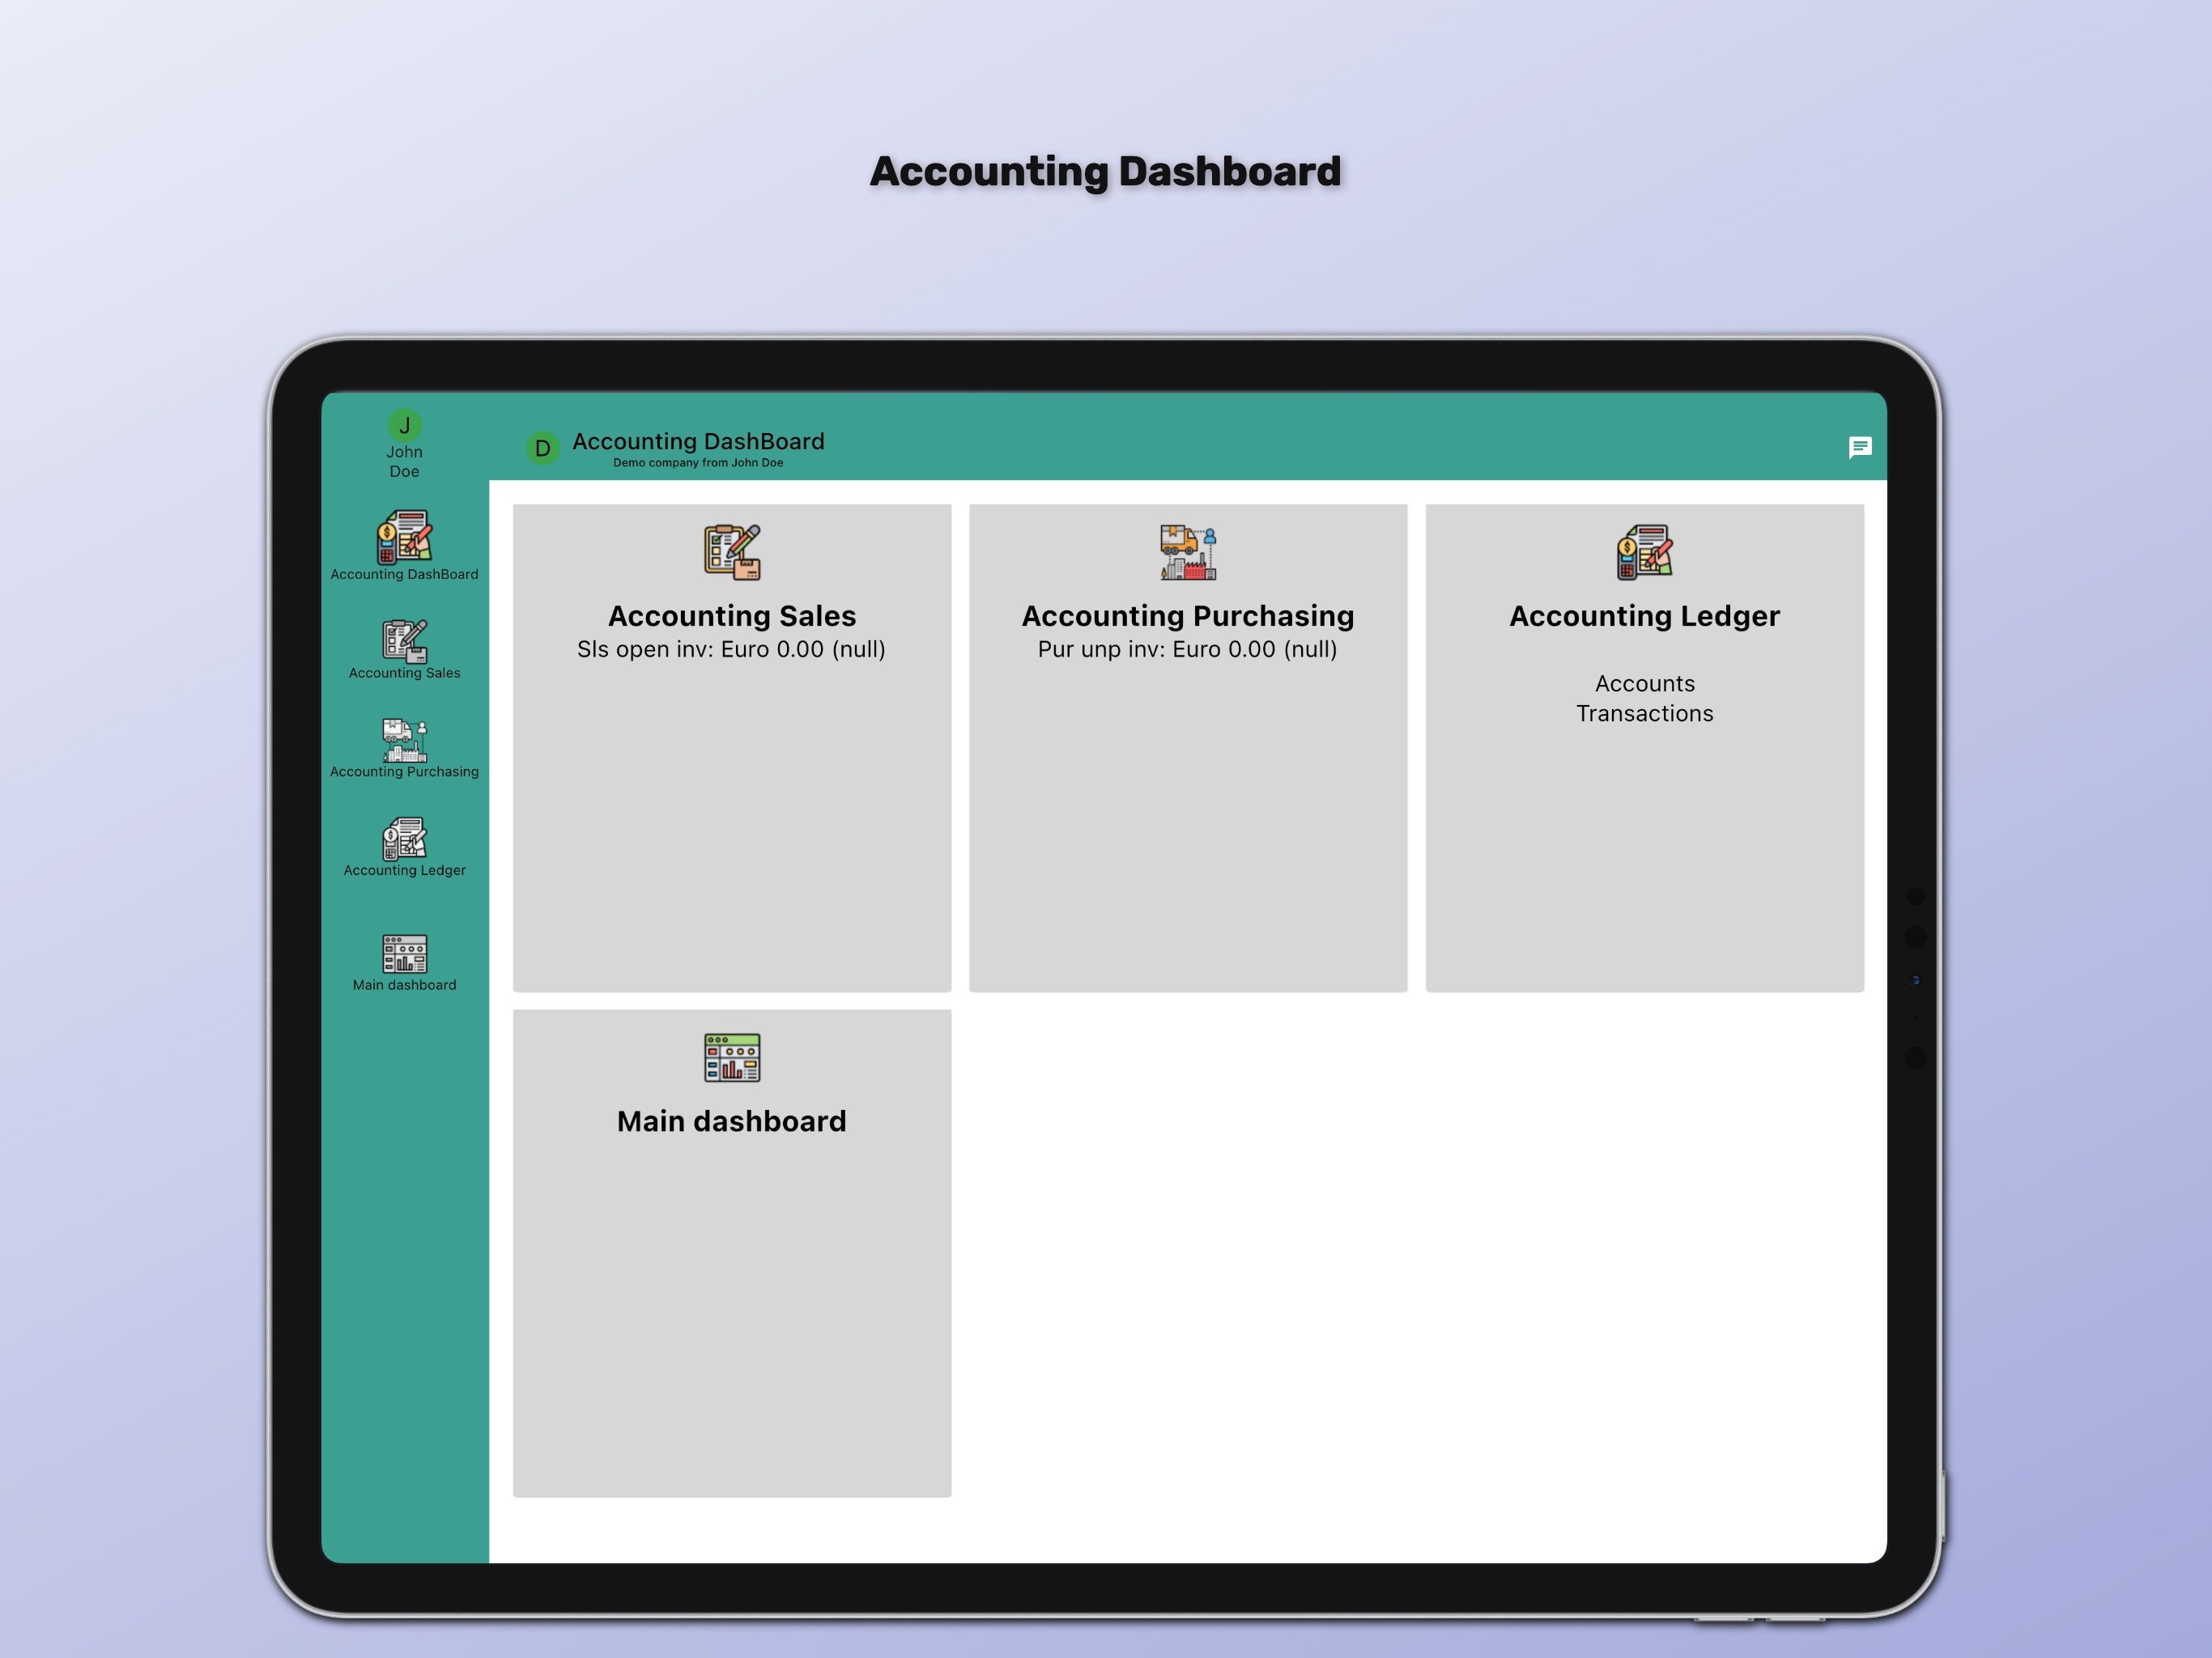 Accounting Dashboard
J
John
Doe
D
Accounting DashBoard
Demo company from John Doe
Accounting DashBoard
Accounting Sales
Accounting Purchasing
Accounting Ledger
Main dashboard
Accounting Sales
Sls open inv: Euro 0.00 (null)
Accounting Purchasing
Pur unp inv: Euro 0.00 (null)
Accounting Ledger
Accounts
Transactions
Main dashboard